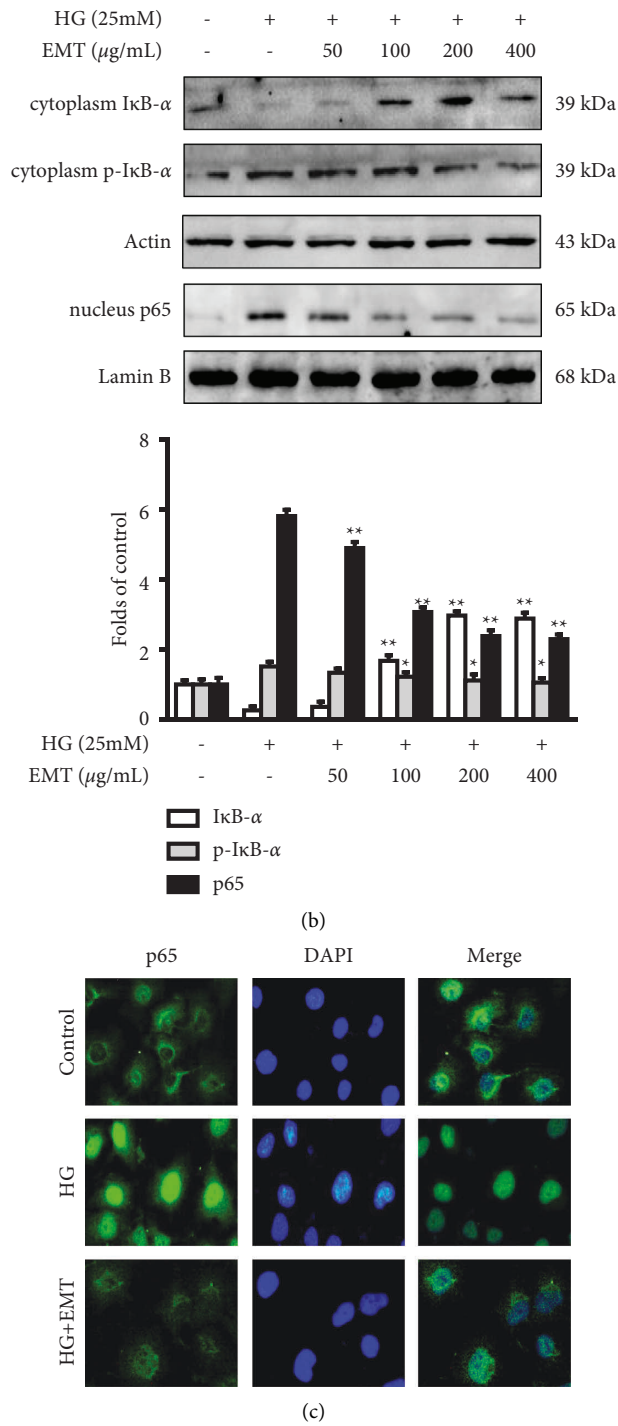 HG (25mM) - + + + + +
EMT (μg/mL) - - 50 100 200 400
cytoplasm IκB-α 39 kDa
cytoplasm p-IκB-α 39 kDa
Actin 43 kDa
nucleus p65 65 kDa
Lamin B 68 kDa
Folds of control
8
6
4
2
0
** ** ** * ** ** * ** ** * **
HG (25mM) - + + + + +
EMT (μg/mL) - - 50 100 200 400
IκB-α
p-IκB-α
p65
(b)
p65 DAPI Merge
Control
HG
HG+EMT
(c)